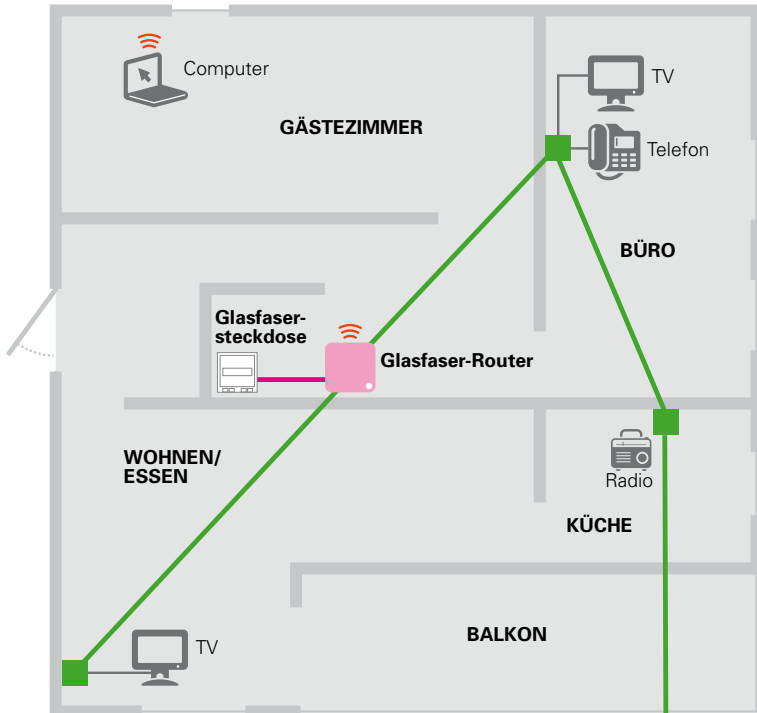 Computer
TV
GÄSTEZIMMER
Telefon
BÜRO
Glasfaser-
steckdose
Glasfaser-Router
WOHNEN/
ESSEN
Radio
KÜCHE
BALKON
TV